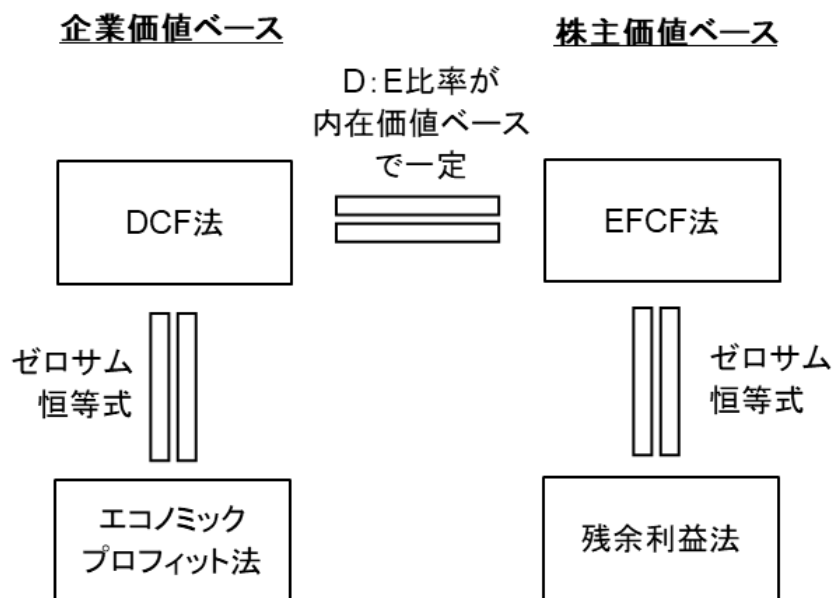 企業価値ベース
株主価値ベース
D:E比率が
内在価値ベース
で一定
DCF法
EFCF法
ゼロサム
恒等式
ゼロサム
恒等式
エコノミック
プロフィット法
残余利益法